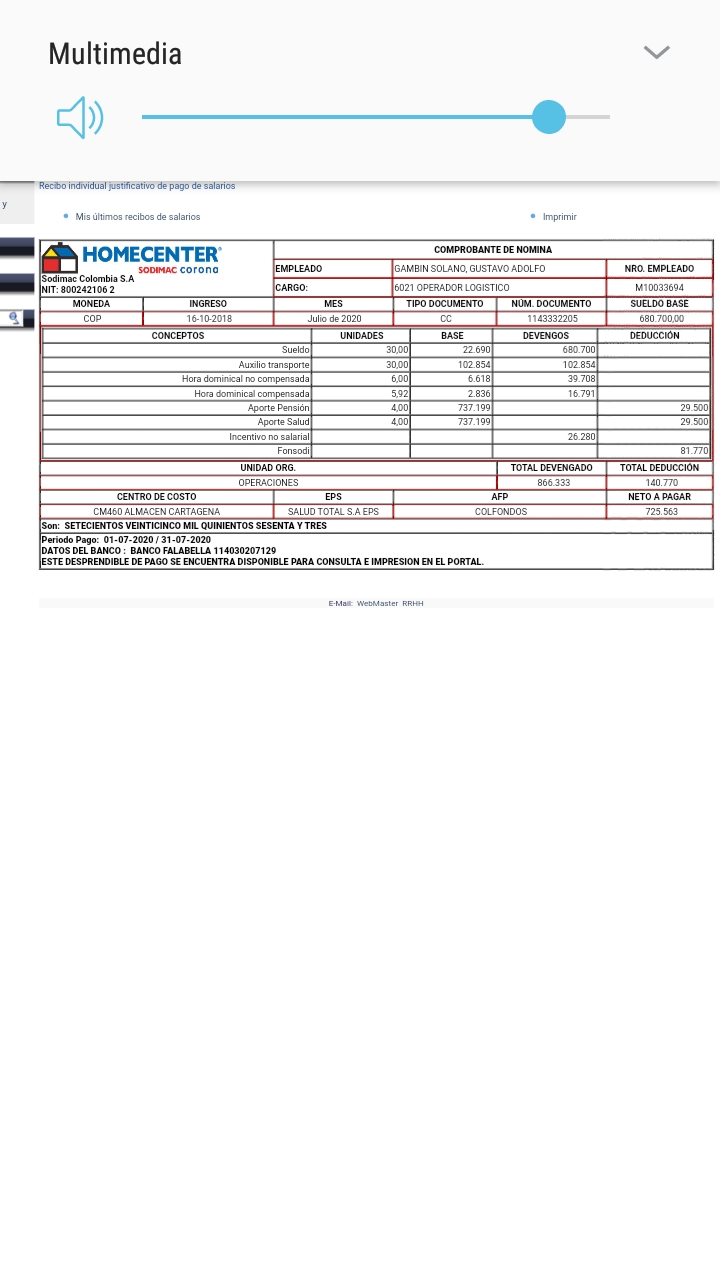 Multimedia
Recibo individual justificativo de pago de salarios
y
Mis últimos recibos de salarios Imprimir
HOMECENTER
SODIMAC corona
Sodimac Colombia S.A
NIT: 800242106 2
COMPROBANTE DE NOMINA
EMPLEADO GAMBIN SOLANO, GUSTAVO ADOLFO NRO. EMPLEADO
CARGO: 6021 OPERADOR LOGISTICO M10033694
MONEDA INGRESO MES TIPO DOCUMENTO NÚM. DOCUMENTO SUELDO BASE
COP 16-10-2018 Julio de 2020 CC 1143332205 680.700,00
CONCEPTOS UNIDADES BASE DEVENGOS DEDUCCIÓN
Sueldo 30,00 22.690 680.700
Auxilio transporte 30,00 102.854 102.854
Hora dominical no compensada 6,00 6.618 39.708
Hora dominical compensada 5,92 2.836 16.791
Aporte Pensión 4,00 737.199 29.500
Aporte Salud 4,00 737.199 29.500
Incentivo no salarial 26.280
Fonsodi 81.770
UNIDAD ORG. TOTAL DEVENGADO TOTAL DEDUCCIÓN
OPERACIONES 866.333 140.770
CENTRO DE COSTO EPS AFP NETO A PAGAR
CM460 ALMACEN CARTAGENA SALUD TOTAL S.A EPS COLFONDOS 725.563
Son: SETECIENTOS VEINTICINCO MIL QUINIENTOS SESENTA Y TRES
Periodo Pago: 01-07-2020 / 31-07-2020
DATOS DEL BANCO : BANCO FALABELLA 114030207129
ESTE DESPRENDIBLE DE PAGO SE ENCUENTRA DISPONIBLE PARA CONSULTA E IMPRESION EN EL PORTAL.
E-Mail: WebMaster RRHH